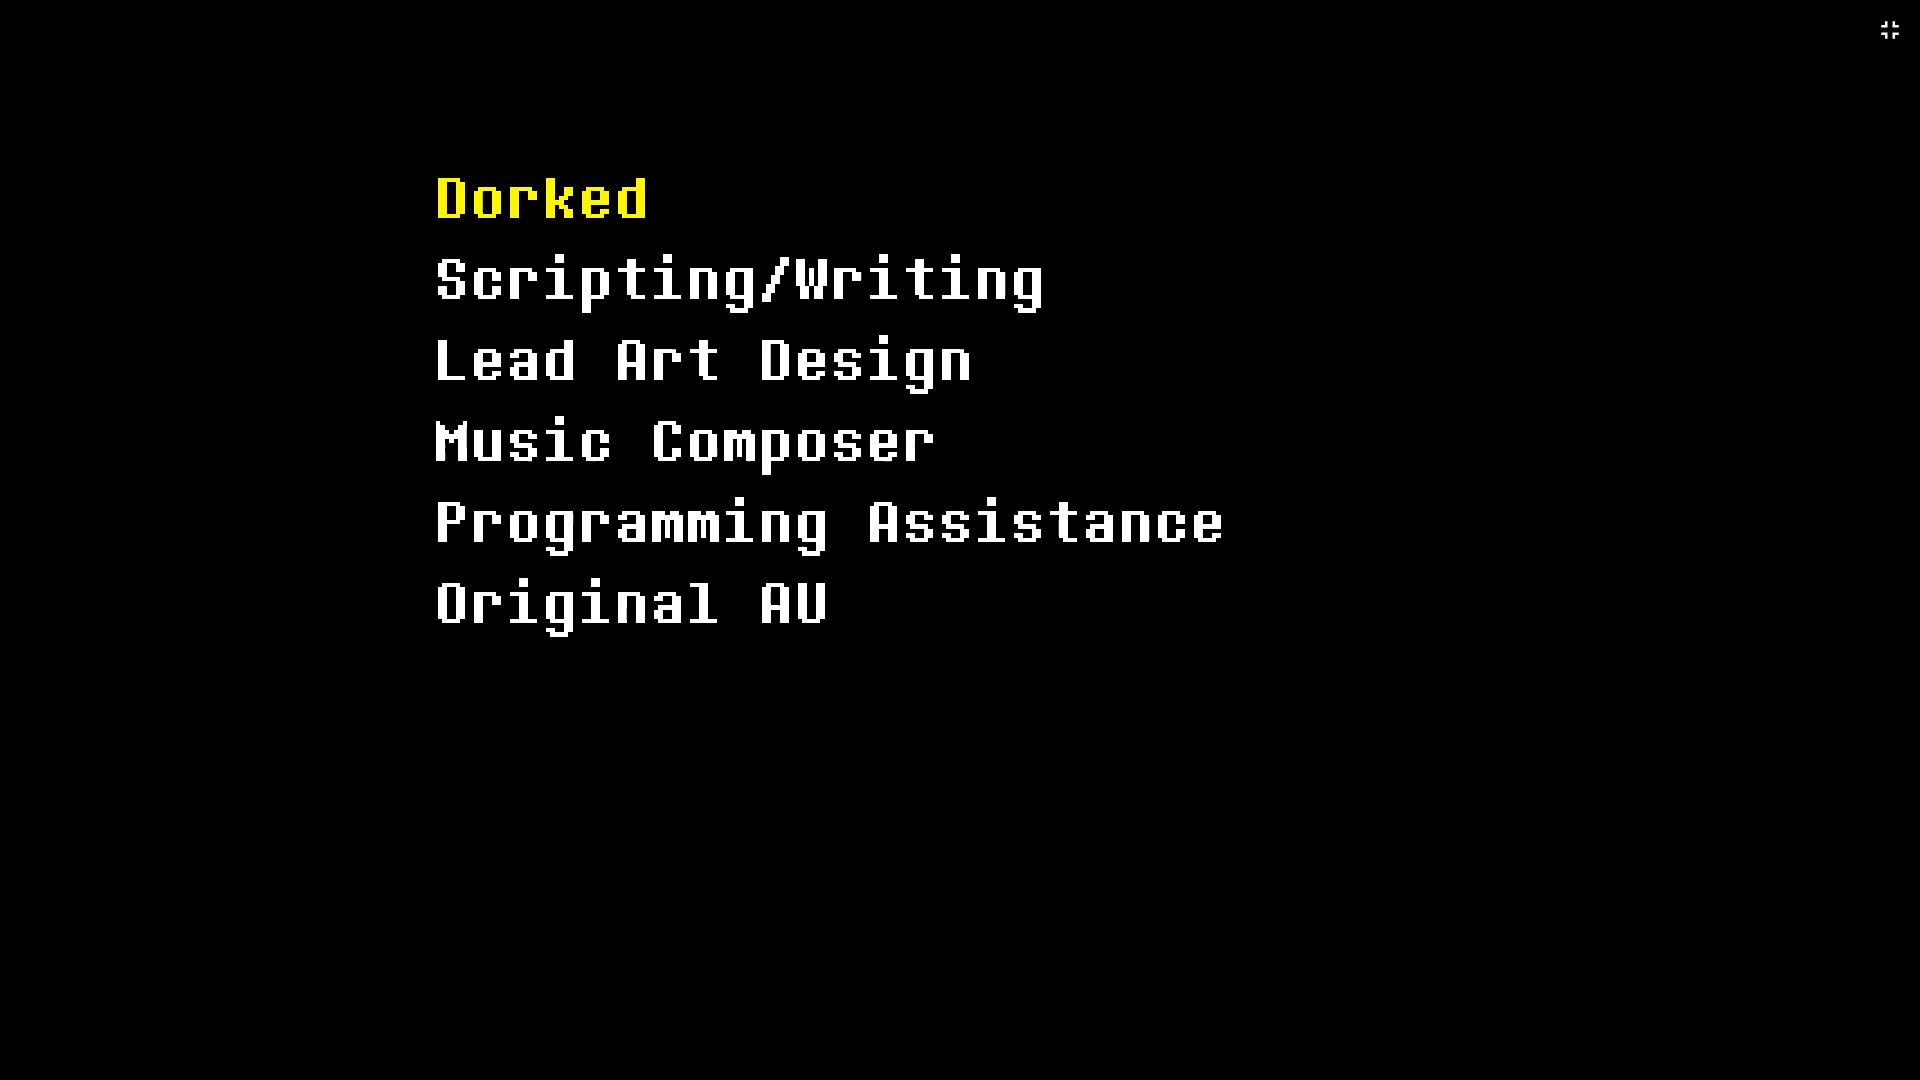 Dorked
Scripting/Writing
Lead Art Design
Music Composer
Programming Assistance
Original AU